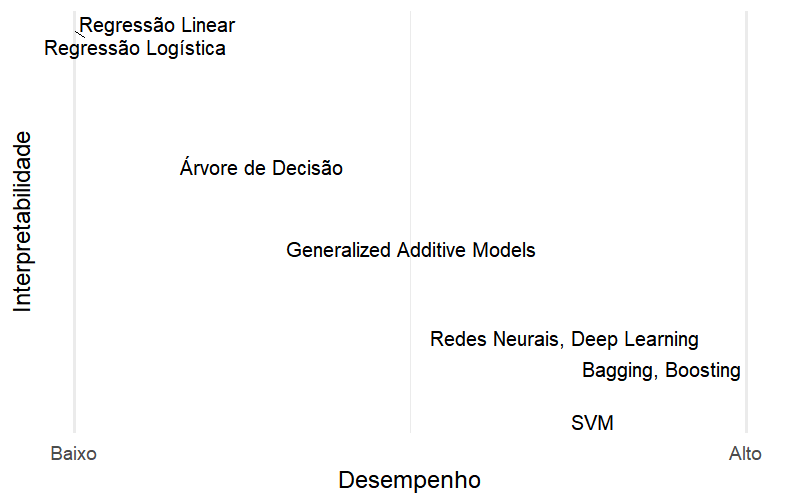 Regressão Linear
Regressão Logística
Árvore de Decisão
Generalized Additive Models
Redes Neurais, Deep Learning
Bagging, Boosting
SVM
Interpretabilidade
Baixo
Alto
Desempenho